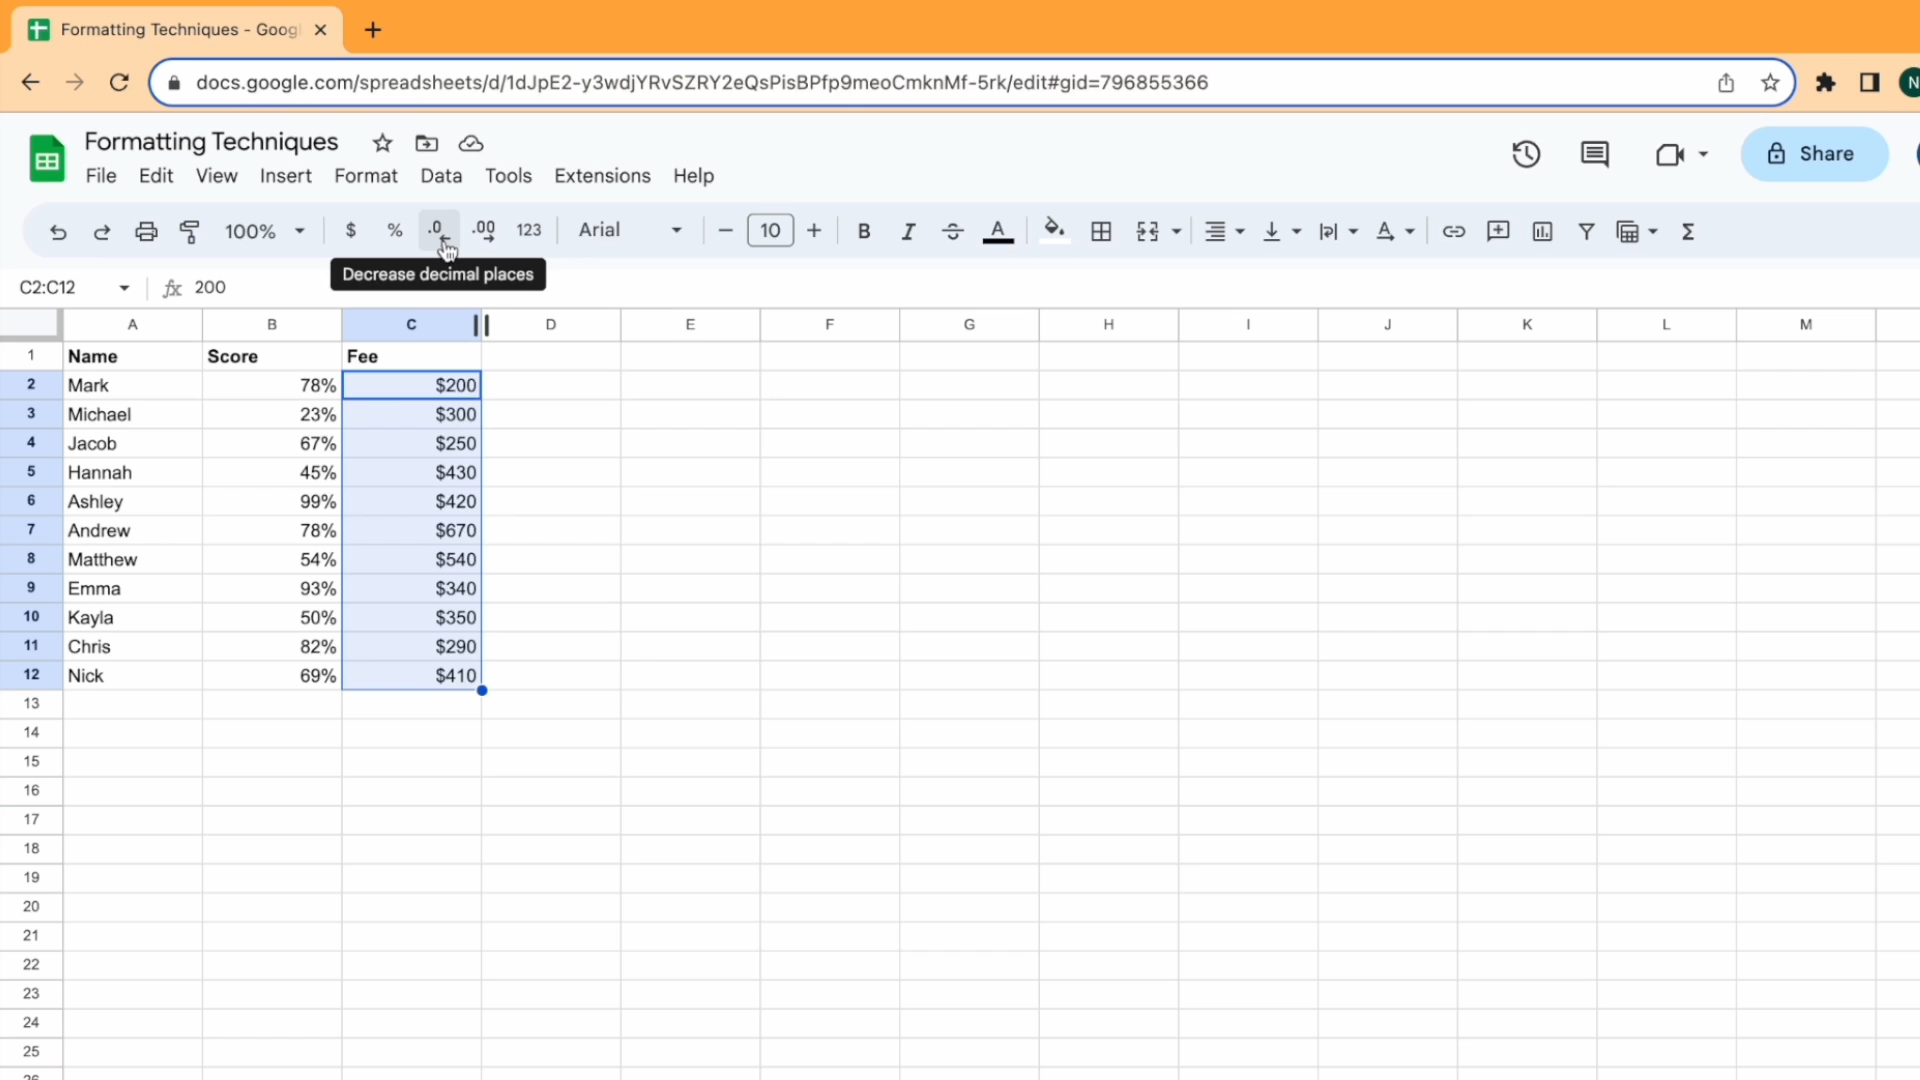 Formatting Techniques - Goog
docs.google.com/spreadsheets/d/1dJpE2-y3wdjYRvSZRY2eQsPisBPfp9meoCmknMf-5rk/edit#gid=796855366
N
Formatting Techniques
File Edit View Insert Format Data Tools Extensions Help
Share
100% $ % .0 .00 123 Arial 10 B I S A Σ
Decrease decimal places
C2:C12 fx 200
A B C D E F G H I J K L M
1 Name Score Fee
2 Mark 78% $200
3 Michael 23% $300
4 Jacob 67% $250
5 Hannah 45% $430
6 Ashley 99% $420
7 Andrew 78% $670
8 Matthew 54% $540
9 Emma 93% $340
10 Kayla 50% $350
11 Chris 82% $290
12 Nick 69% $410
13
14
15
16
17
18
19
20
21
22
23
24
25
26